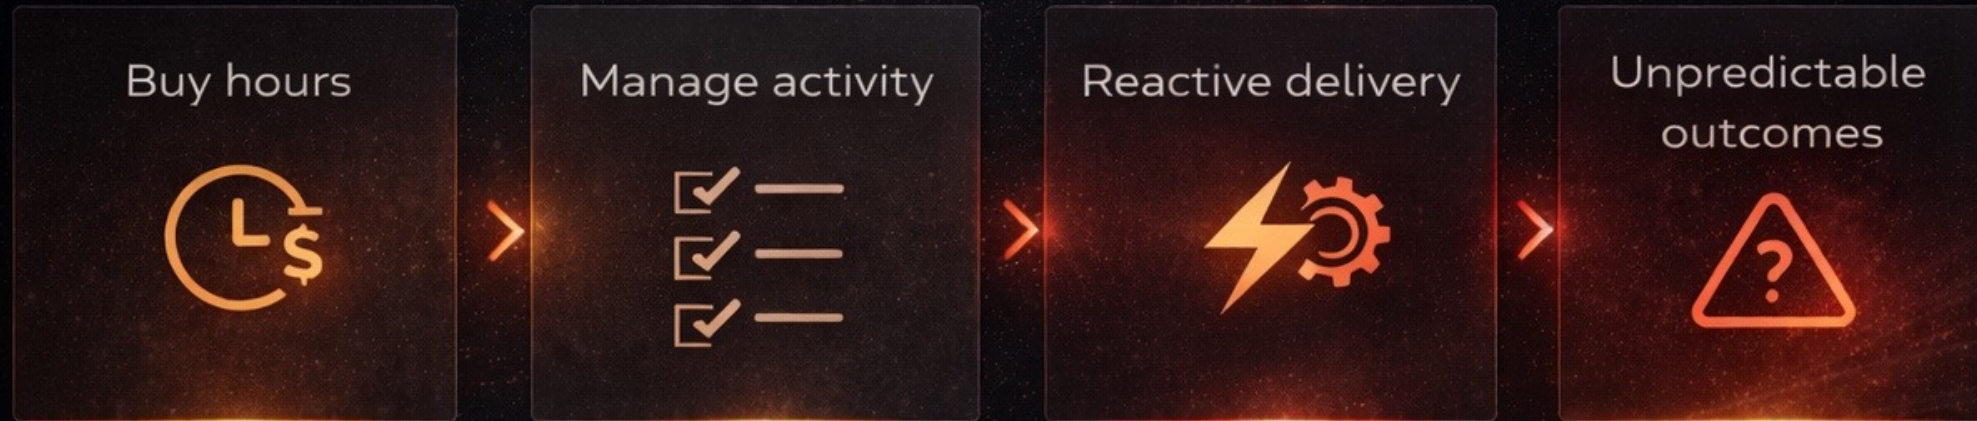 Buy hours
Manage activity
Reactive delivery
Unpredictable
outcomes
$
?